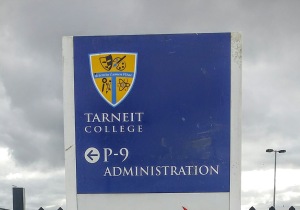 TARNEIT
COLLEGE
P-9
ADMINISTRATION